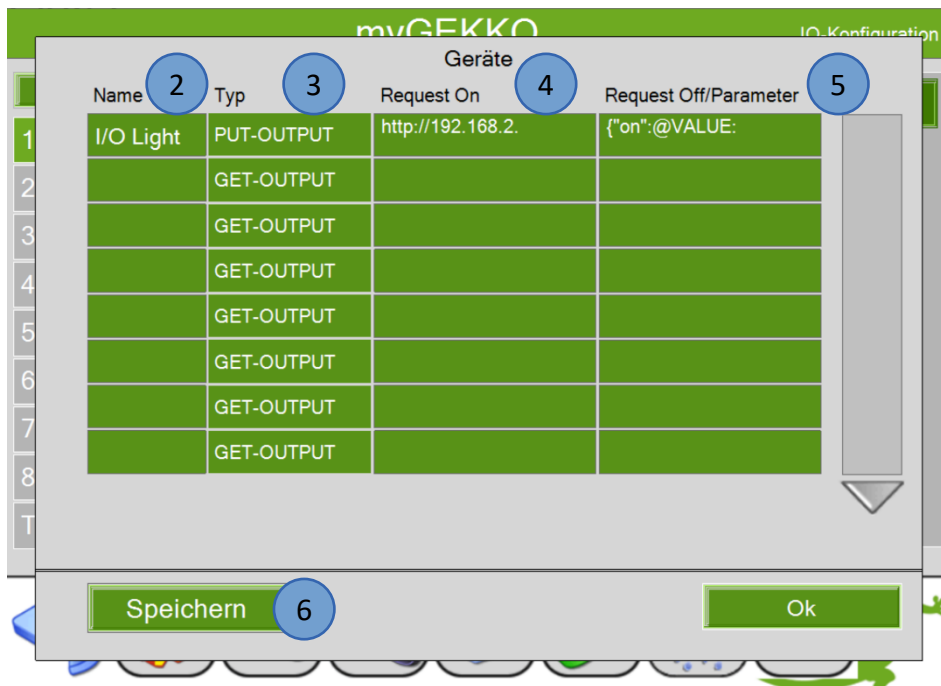 myGEKKO
IO-Konfiguration
Geräte
2 3 4 5
Name Typ Request On Request Off/Parameter
1 I/O Light PUT-OUTPUT http://192.168.2. {"on":@VALUE:
2 GET-OUTPUT
3 GET-OUTPUT
4 GET-OUTPUT
5 GET-OUTPUT
6 GET-OUTPUT
7 GET-OUTPUT
8 GET-OUTPUT
T
Speichern 6 Ok